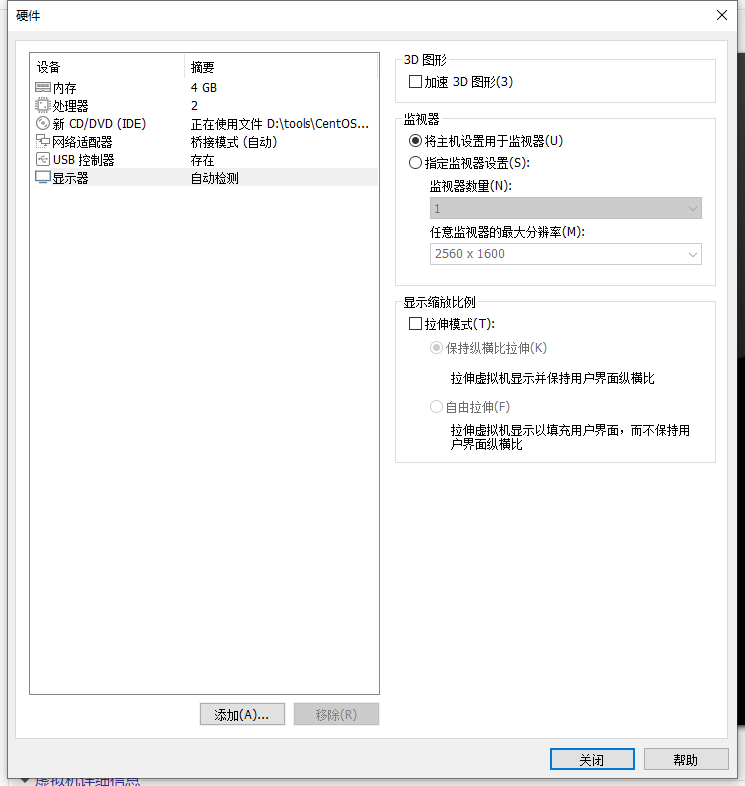 硬件
设备 摘要
内存 4 GB
处理器 2
新 CD/DVD (IDE) 正在使用文件 D:\tools\CentOS...
网络适配器 桥接模式 (自动)
USB 控制器 存在
显示器 自动检测
添加(A)... 移除(R)
3D 图形
加速 3D 图形(3)
监视器
将主机设置用于监视器(U)
指定监视器设置(S):
监视器数量(N):
1
任意监视器的最大分辨率(M):
2560 x 1600
显示缩放比例
拉伸模式(T):
保持纵横比拉伸(K)
拉伸虚拟机显示并保持用户界面纵横比
自由拉伸(F)
拉伸虚拟机显示以填充用户界面，而不保持用
户界面纵横比
关闭 帮助
虚拟机详细信息